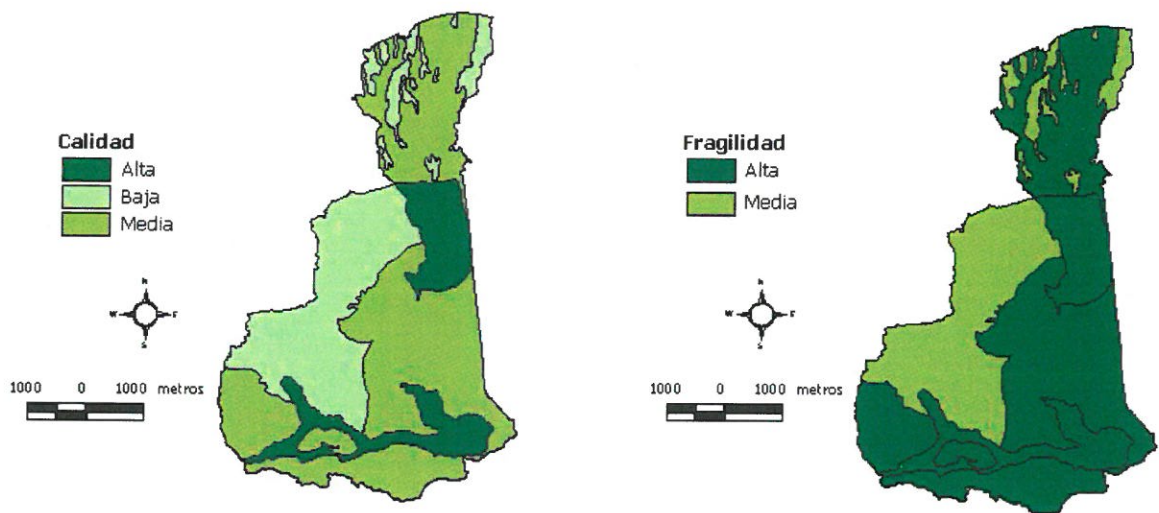 Calidad
Alta
Baja
Media
N
W E
S
1000 0 1000 metros
Fragilidad
Alta
Media
N
W E
S
1000 0 1000 metros